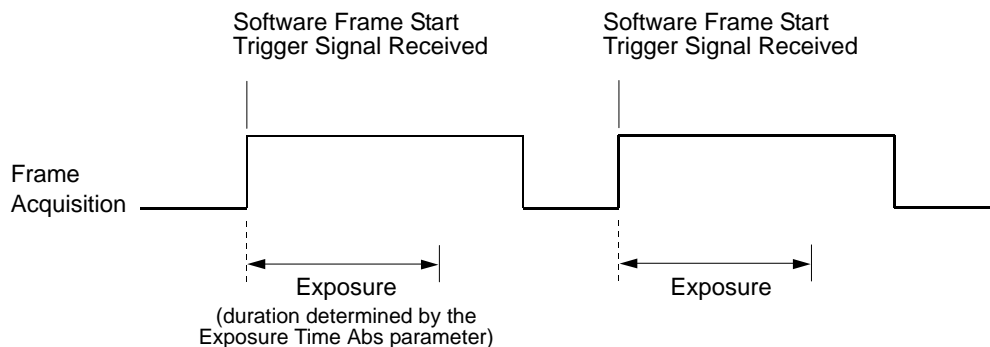 Software Frame Start
Trigger Signal Received
Software Frame Start
Trigger Signal Received
Frame
Acquisition
Exposure
(duration determined by the
Exposure Time Abs parameter)
Exposure